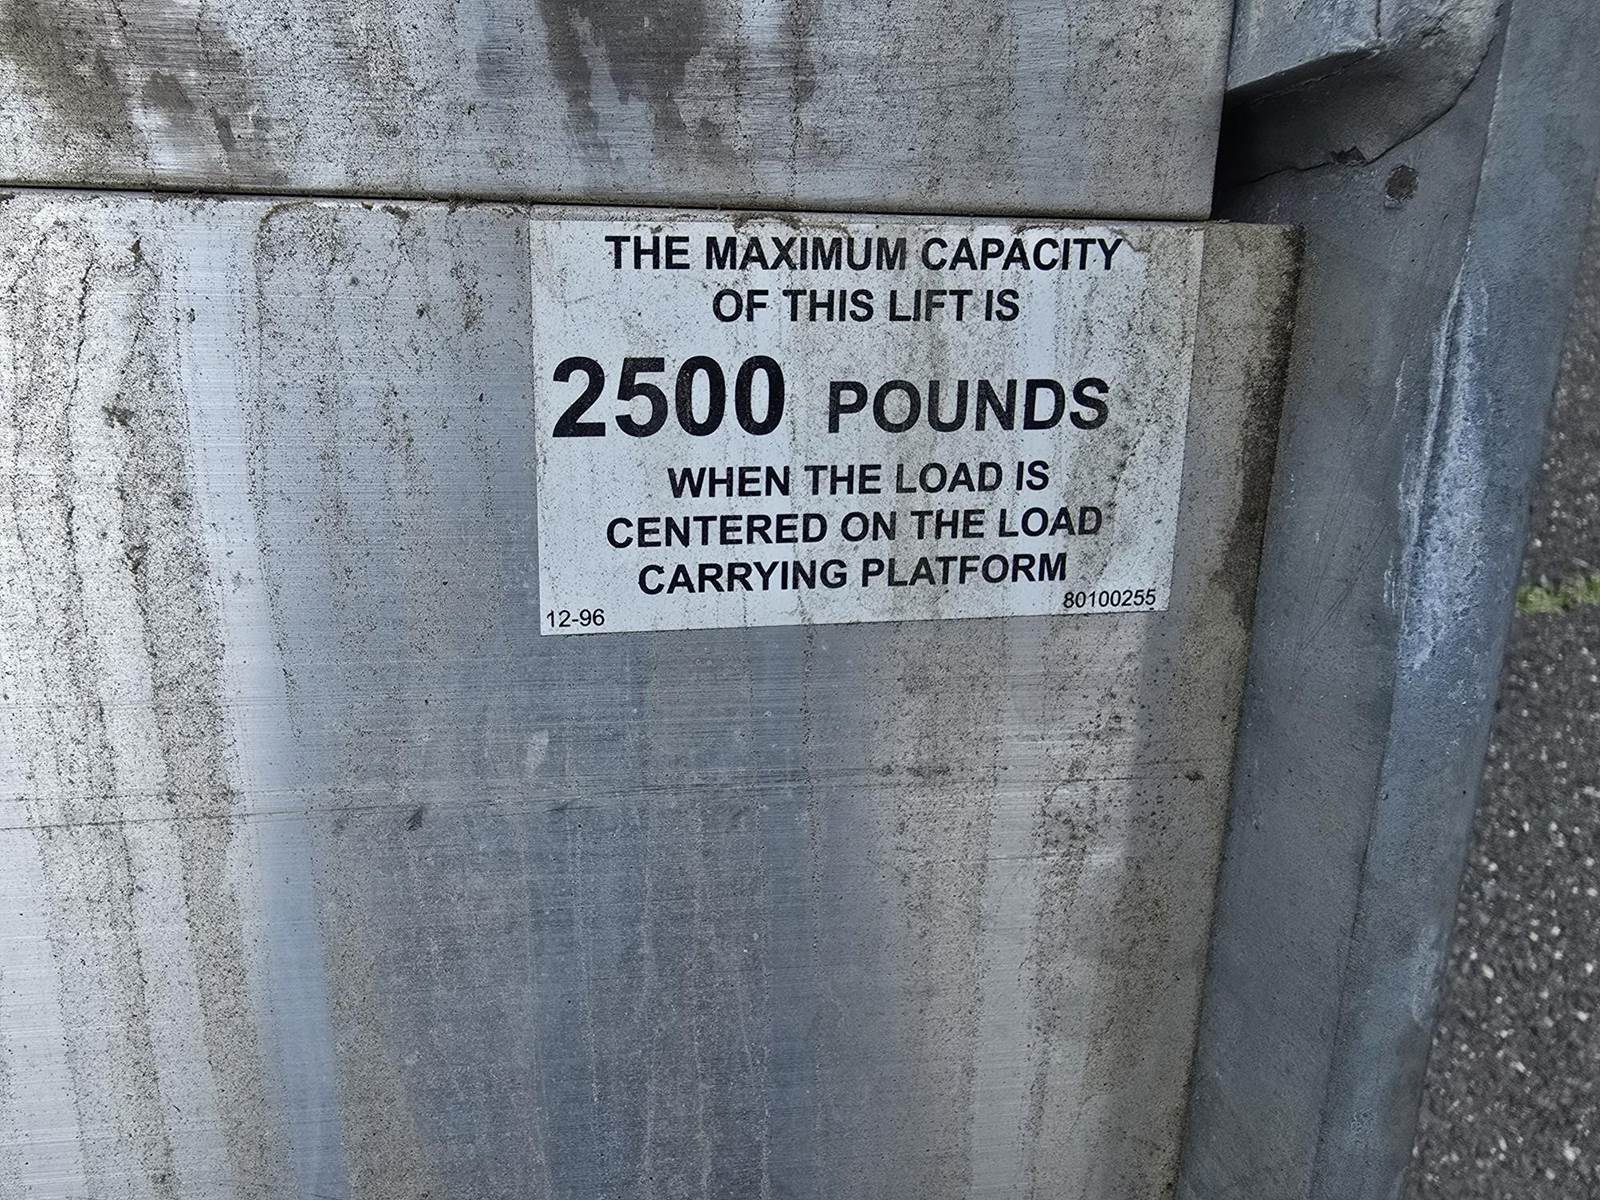 THE MAXIMUM CAPACITY
OF THIS LIFT IS
2500 POUNDS
WHEN THE LOAD IS
CENTERED ON THE LOAD
CARRYING PLATFORM
12-96 80100255